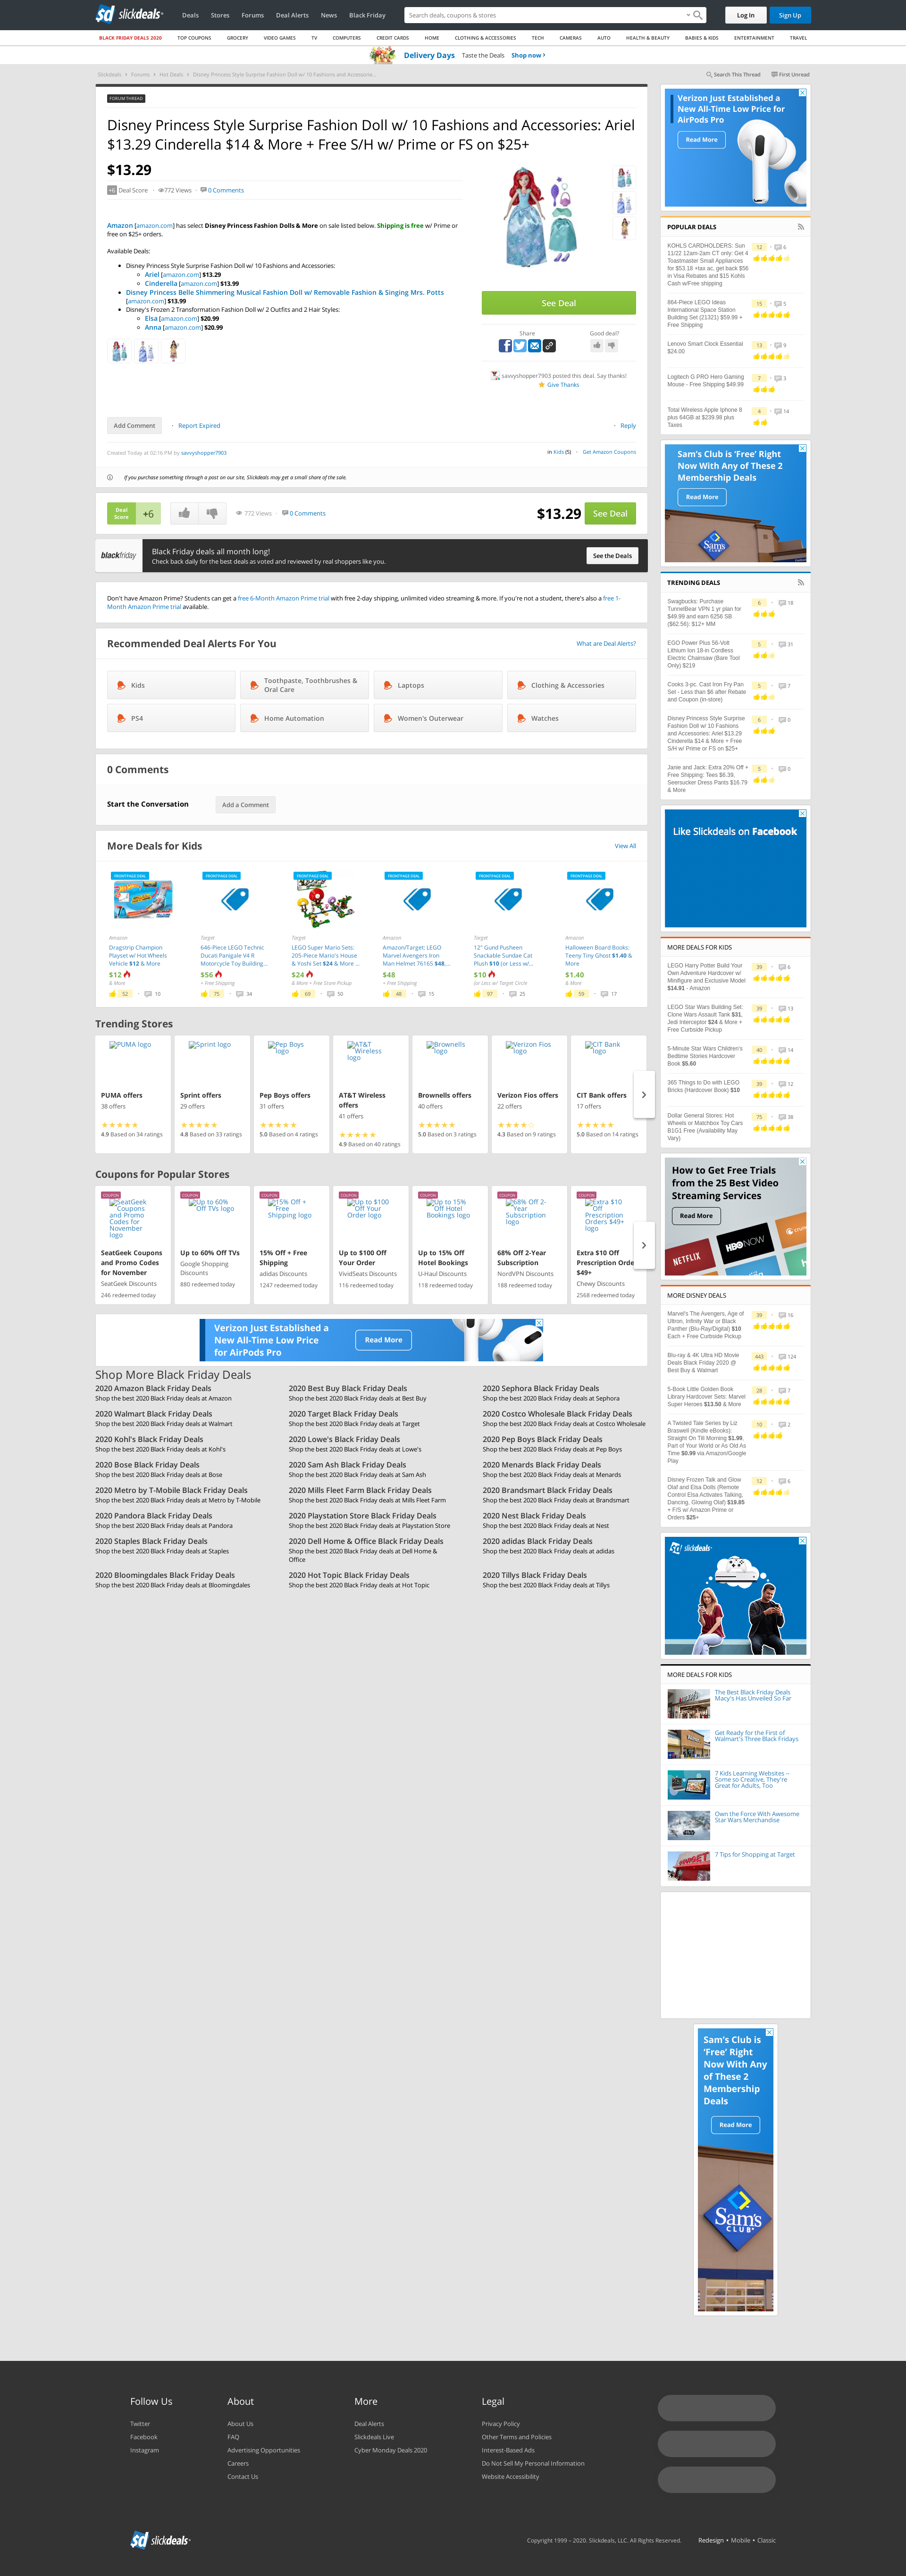 slickdeals
Deals Stores Forums Deal Alerts News Black Friday
Search deals, coupons & stores
Log In Sign Up
BLACK FRIDAY DEALS 2020 TOP COUPONS GROCERY VIDEO GAMES TV COMPUTERS CREDIT CARDS HOME CLOTHING & ACCESSORIES TECH CAMERAS AUTO HEALTH & BEAUTY BABIES & KIDS ENTERTAINMENT TRAVEL
Delivery Days Taste the Deals Shop now ›
Slickdeals › Forums › Hot Deals › Disney Princess Style Surprise Fashion Doll w/ 10 Fashions and Accessorie...
Search This Thread First Unread
FORUM THREAD
Disney Princess Style Surprise Fashion Doll w/ 10 Fashions and Accessories: Ariel
$13.29 Cinderella $14 & More + Free S/H w/ Prime or FS on $25+
$13.29
+6 Deal Score 772 Views 0 Comments
Amazon [amazon.com] has select Disney Princess Fashion Dolls & More on sale listed below. Shipping is free w/ Prime or
free on $25+ orders.
Available Deals:
Disney Princess Style Surprise Fashion Doll w/ 10 Fashions and Accessories:
Ariel [amazon.com] $13.29
Cinderella [amazon.com] $13.99
Disney Princess Belle Shimmering Musical Fashion Doll w/ Removable Fashion & Singing Mrs. Potts
[amazon.com] $13.99
Disney's Frozen 2 Transformation Fashion Doll w/ 2 Outfits and 2 Hair Styles:
Elsa [amazon.com] $20.99
Anna [amazon.com] $20.99
See Deal
Share Good deal?
savvyshopper7903 posted this deal. Say thanks!
Give Thanks
Add Comment Report Expired Reply
Created Today at 02:16 PM by savvyshopper7903
in Kids (5) Get Amazon Coupons
If you purchase something through a post on our site, Slickdeals may get a small share of the sale.
Deal
Score +6 772 Views 0 Comments $13.29 See Deal
blackfriday
Black Friday deals all month long!
Check back daily for the best deals as voted and reviewed by real shoppers like you.
See the Deals
Don't have Amazon Prime? Students can get a free 6-Month Amazon Prime trial with free 2-day shipping, unlimited video streaming & more. If you're not a student, there's also a free 1-
Month Amazon Prime trial available.
Recommended Deal Alerts For You
What are Deal Alerts?
Kids
Toothpaste, Toothbrushes &
Oral Care
Laptops
Clothing & Accessories
PS4
Home Automation
Women's Outerwear
Watches
0 Comments
Start the Conversation Add a Comment
More Deals for Kids View All
FRONTPAGE DEAL
Amazon
Dragstrip Champion
Playset w/ Hot Wheels
Vehicle $12 & More
$12
& More
52 10
FRONTPAGE DEAL
Target
646-Piece LEGO Technic
Ducati Panigale V4 R
Motorcycle Toy Building...
$56
+ Free Shipping
75 34
FRONTPAGE DEAL
Target
LEGO Super Mario Sets:
205-Piece Mario's House
& Yoshi Set $24 & More ...
$24
& More + Free Store Pickup
69 50
FRONTPAGE DEAL
Amazon
Amazon/Target: LEGO
Marvel Avengers Iron
Man Helmet 76165 $48,...
$48
+ Free Shipping
48 15
FRONTPAGE DEAL
Target
12" Gund Pusheen
Snackable Sundae Cat
Plush $10 (or Less w/...
$10
(or Less w/ Target Circle
97 25
FRONTPAGE DEAL
Amazon
Halloween Board Books:
Teeny Tiny Ghost $1.40 &
More
$1.40
& More
59 17
Trending Stores
PUMA logo
PUMA offers
38 offers
4.9 Based on 34 ratings
Sprint logo
Sprint offers
29 offers
4.8 Based on 33 ratings
Pep Boys
logo
Pep Boys offers
31 offers
5.0 Based on 4 ratings
AT&T
Wireless
logo
AT&T Wireless
offers
41 offers
4.9 Based on 40 ratings
Brownells
logo
Brownells offers
40 offers
5.0 Based on 3 ratings
Verizon Fios
logo
Verizon Fios offers
22 offers
4.3 Based on 9 ratings
CIT Bank
logo
CIT Bank offers
17 offers
5.0 Based on 14 ratings
Coupons for Popular Stores
COUPON
SeatGeek
Coupons
and Promo
Codes for
November
logo
SeatGeek Coupons
and Promo Codes
for November
SeatGeek Discounts
246 redeemed today
COUPON
Up to 60%
Off TVs logo
Up to 60% Off TVs
Google Shopping
Discounts
880 redeemed today
COUPON
15% Off +
Free
Shipping logo
15% Off + Free
Shipping
adidas Discounts
1247 redeemed today
COUPON
Up to $100
Off Your
Order logo
Up to $100 Off
Your Order
VividSeats Discounts
116 redeemed today
COUPON
Up to 15%
Off Hotel
Bookings logo
Up to 15% Off
Hotel Bookings
U-Haul Discounts
118 redeemed today
COUPON
68% Off 2-
Year
Subscription
logo
68% Off 2-Year
Subscription
NordVPN Discounts
188 redeemed today
COUPON
Extra $10
Off
Prescription
Orders $49+
logo
Extra $10 Off
Prescription Orde
$49+
Chewy Discounts
2568 redeemed today
Verizon Just Established a
New All-Time Low Price
for AirPods Pro
Read More
Shop More Black Friday Deals
2020 Amazon Black Friday Deals
Shop the best 2020 Black Friday deals at Amazon
2020 Best Buy Black Friday Deals
Shop the best 2020 Black Friday deals at Best Buy
2020 Sephora Black Friday Deals
Shop the best 2020 Black Friday deals at Sephora
2020 Walmart Black Friday Deals
Shop the best 2020 Black Friday deals at Walmart
2020 Target Black Friday Deals
Shop the best 2020 Black Friday deals at Target
2020 Costco Wholesale Black Friday Deals
Shop the best 2020 Black Friday deals at Costco Wholesale
2020 Kohl's Black Friday Deals
Shop the best 2020 Black Friday deals at Kohl's
2020 Lowe's Black Friday Deals
Shop the best 2020 Black Friday deals at Lowe's
2020 Pep Boys Black Friday Deals
Shop the best 2020 Black Friday deals at Pep Boys
2020 Bose Black Friday Deals
Shop the best 2020 Black Friday deals at Bose
2020 Sam Ash Black Friday Deals
Shop the best 2020 Black Friday deals at Sam Ash
2020 Menards Black Friday Deals
Shop the best 2020 Black Friday deals at Menards
2020 Metro by T-Mobile Black Friday Deals
Shop the best 2020 Black Friday deals at Metro by T-Mobile
2020 Mills Fleet Farm Black Friday Deals
Shop the best 2020 Black Friday deals at Mills Fleet Farm
2020 Brandsmart Black Friday Deals
Shop the best 2020 Black Friday deals at Brandsmart
2020 Pandora Black Friday Deals
Shop the best 2020 Black Friday deals at Pandora
2020 Playstation Store Black Friday Deals
Shop the best 2020 Black Friday deals at Playstation Store
2020 Nest Black Friday Deals
Shop the best 2020 Black Friday deals at Nest
2020 Staples Black Friday Deals
Shop the best 2020 Black Friday deals at Staples
2020 Dell Home & Office Black Friday Deals
Shop the best 2020 Black Friday deals at Dell Home &
Office
2020 adidas Black Friday Deals
Shop the best 2020 Black Friday deals at adidas
2020 Bloomingdales Black Friday Deals
Shop the best 2020 Black Friday deals at Bloomingdales
2020 Hot Topic Black Friday Deals
Shop the best 2020 Black Friday deals at Hot Topic
2020 Tillys Black Friday Deals
Shop the best 2020 Black Friday deals at Tillys
Verizon Just Established a
New All-Time Low Price for
AirPods Pro
Read More
POPULAR DEALS
KOHLS CARDHOLDERS: Sun
11/22 12am-2am CT only: Get 4
Toastmaster Small Appliances
for $53.18 +tax ac, get back $56
in Visa Rebates and $15 Kohls
Cash w/Free shipping
12 6
864-Piece LEGO Ideas
International Space Station
Building Set (21321) $59.99 +
Free Shipping
15 5
Lenovo Smart Clock Essential
$24.00
13 9
Logitech G PRO Hero Gaming
Mouse - Free Shipping $49.99
7 3
Total Wireless Apple Iphone 8
plus 64GB at $239.98 plus
Taxes
4 14
Sam's Club is 'Free' Right
Now With Any of These 2
Membership Deals
Read More
Sam's
CLUB
TRENDING DEALS
Swagbucks: Purchase
TunnelBear VPN 1 yr plan for
$49.99 and earn 6256 SB
($62.56): $12+ MM
6 18
EGO Power Plus 56-Volt
Lithium Ion 18-in Cordless
Electric Chainsaw (Bare Tool
Only) $219
5 31
Cooks 3-pc. Cast Iron Fry Pan
Set - Less than $6 after Rebate
and Coupon (in-store)
5 7
Disney Princess Style Surprise
Fashion Doll w/ 10 Fashions
and Accessories: Ariel $13.29
Cinderella $14 & More + Free
S/H w/ Prime or FS on $25+
6 0
Janie and Jack: Extra 20% Off +
Free Shipping: Tees $6.39,
Seersucker Dress Pants $16.79
& More
5 0
Like Slickdeals on Facebook
MORE DEALS FOR KIDS
LEGO Harry Potter Build Your
Own Adventure Hardcover w/
Minifigure and Exclusive Model
$14.91 - Amazon
39 6
LEGO Star Wars Building Set:
Clone Wars Assault Tank $31,
Jedi Interceptor $24 & More +
Free Curbside Pickup
39 13
5-Minute Star Wars Children's
Bedtime Stories Hardcover
Book $5.60
40 14
365 Things to Do with LEGO
Bricks (Hardcover Book) $10
39 12
Dollar General Stores: Hot
Wheels or Matchbox Toy Cars
B1G1 Free (Availability May
Vary)
75 38
How to Get Free Trials
from the 25 Best Video
Streaming Services
Read More
NETFLIX
HBO NOW
MORE DISNEY DEALS
Marvel's The Avengers, Age of
Ultron, Infinity War or Black
Panther (Blu-Ray/Digital) $10
Each + Free Curbside Pickup
39 16
Blu-ray & 4K Ultra HD Movie
Deals Black Friday 2020 @
Best Buy & Walmart
443 124
5-Book Little Golden Book
Library Hardcover Sets: Marvel
Super Heroes $13.50 & More
28 7
A Twisted Tale Series by Liz
Braswell (Kindle eBooks):
Straight On Till Morning $1.99,
Part of Your World or As Old As
Time $0.99 via Amazon/Google
Play
10 2
Disney Frozen Talk and Glow
Olaf and Elsa Dolls (Remote
Control Elsa Activates Talking,
Dancing, Glowing Olaf) $19.85
+ F/S w/ Amazon Prime or
Orders $25+
12 6
slickdeals
MORE DEALS FOR KIDS
The Best Black Friday Deals
Macy's Has Unveiled So Far
Get Ready for the First of
Walmart's Three Black Fridays
7 Kids Learning Websites --
Some so Creative, They're
Great for Adults, Too
Own the Force With Awesome
Star Wars Merchandise
7 Tips for Shopping at Target
Sam's Club is
'Free' Right
Now With Any
of These 2
Membership
Deals
Read More
Sam's
CLUB
Follow Us
Twitter
Facebook
Instagram
About
About Us
FAQ
Advertising Opportunities
Careers
Contact Us
More
Deal Alerts
Slickdeals Live
Cyber Monday Deals 2020
Legal
Privacy Policy
Other Terms and Policies
Interest-Based Ads
Do Not Sell My Personal Information
Website Accessibility
slickdeals
Copyright 1999 - 2020. Slickdeals, LLC. All Rights Reserved. Redesign • Mobile • Classic